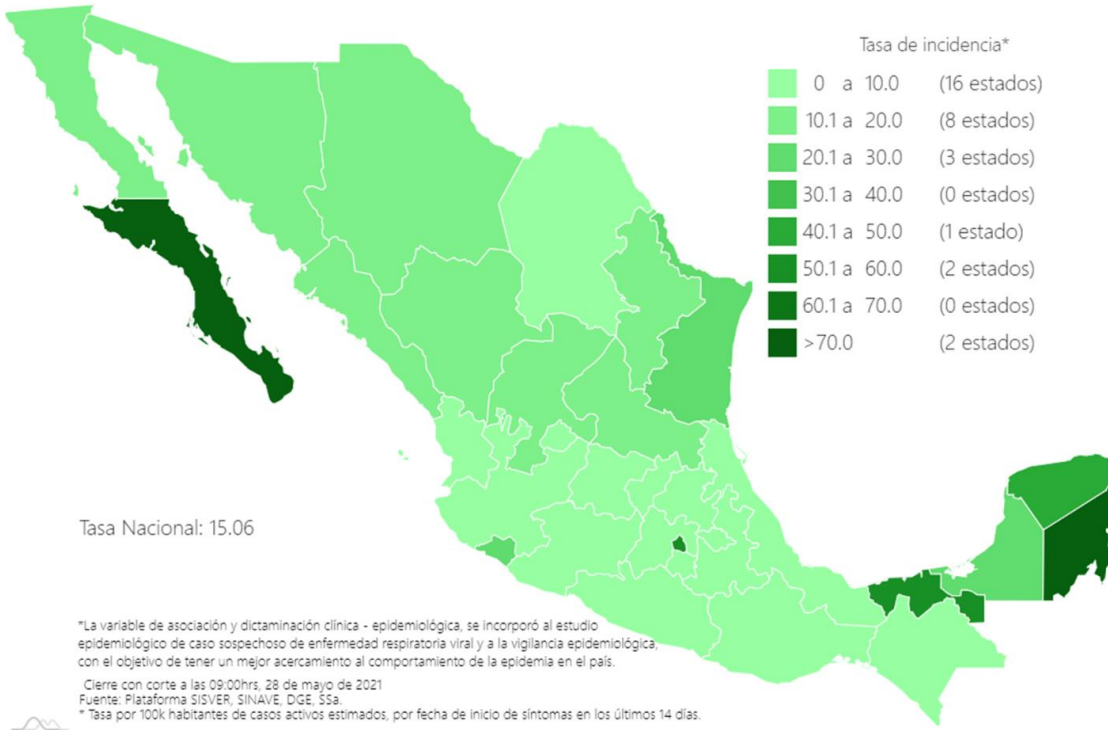 Tasa de incidencia*
0 a 10.0 (16 estados)
10.1 a 20.0 (8 estados)
20.1 a 30.0 (3 estados)
30.1 a 40.0 (0 estados)
40.1 a 50.0 (1 estado)
50.1 a 60.0 (2 estados)
60.1 a 70.0 (0 estados)
>70.0 (2 estados)
Tasa Nacional: 15.06
*La variable de asociación y dictaminación clínica - epidemiológica, se incorporó al estudio
epidemiológico de caso sospechoso de enfermedad respiratoria viral y a la vigilancia epidemiológica,
con el objetivo de tener un mejor acercamiento al comportamiento de la epidemia en el país.
Cierre con corte a las 09:00hrs, 28 de mayo de 2021
Fuente: Plataforma SISVER, SINAVE, DGE, SSa.
* Tasa por 100k habitantes de casos activos estimados, por fecha de inicio de síntomas en los últimos 14 días.